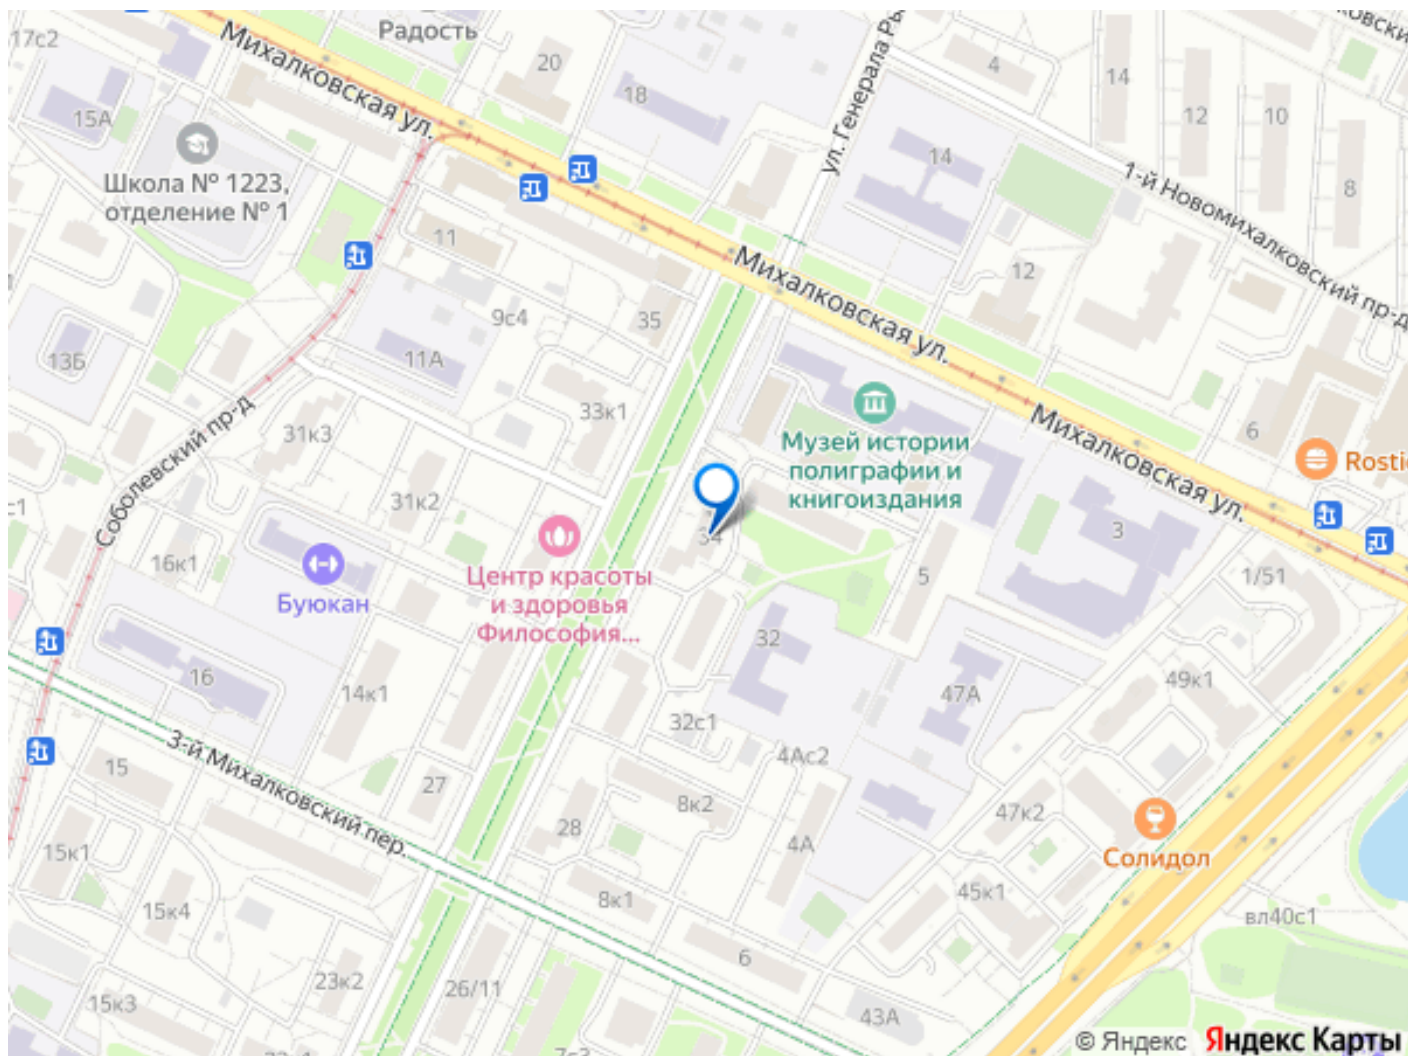 17с2
Радость
20
18
4
14
12
10
8
15А
Михалковская ул.
ул. Генерала Ры
14
1-й Новомихалковский пр-д
Школа № 1223,
отделение № 1
11
12
Михалковская ул.
9с4
35
13Б
11А
33к1
Музей истории
полиграфии и
книгоиздания
Михалковская ул.
6
Rostic
31к3
Соболевский пр-д
31к2
34
3
16к1
Буюкан
Центр красоты
и здоровья
Философия...
5
1/51
32
16
14к1
47А
49к1
32с1
4Ас2
3-й Михалковский пер.
15
27
8к2
28
4А
47к2
Солидол
15к1
8к1
45к1
15к4
вл40с1
6
23к2
26/11
15к3
43А
7с3
© Яндекс Яндекс Карты